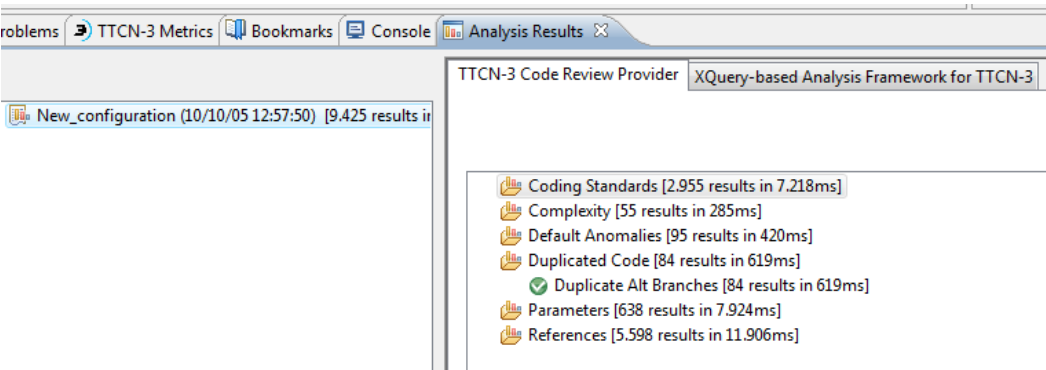 roblems TTCN-3 Metrics Bookmarks Console Analysis Results
TTCN-3 Code Review Provider XQuery-based Analysis Framework for TTCN-3
New_configuration (10/10/05 12:57:50) [9.425 results in
Coding Standards [2.955 results in 7.218ms]
Complexity [55 results in 285ms]
Default Anomalies [95 results in 420ms]
Duplicated Code [84 results in 619ms]
Duplicate Alt Branches [84 results in 619ms]
Parameters [638 results in 7.924ms]
References [5.598 results in 11.906ms]